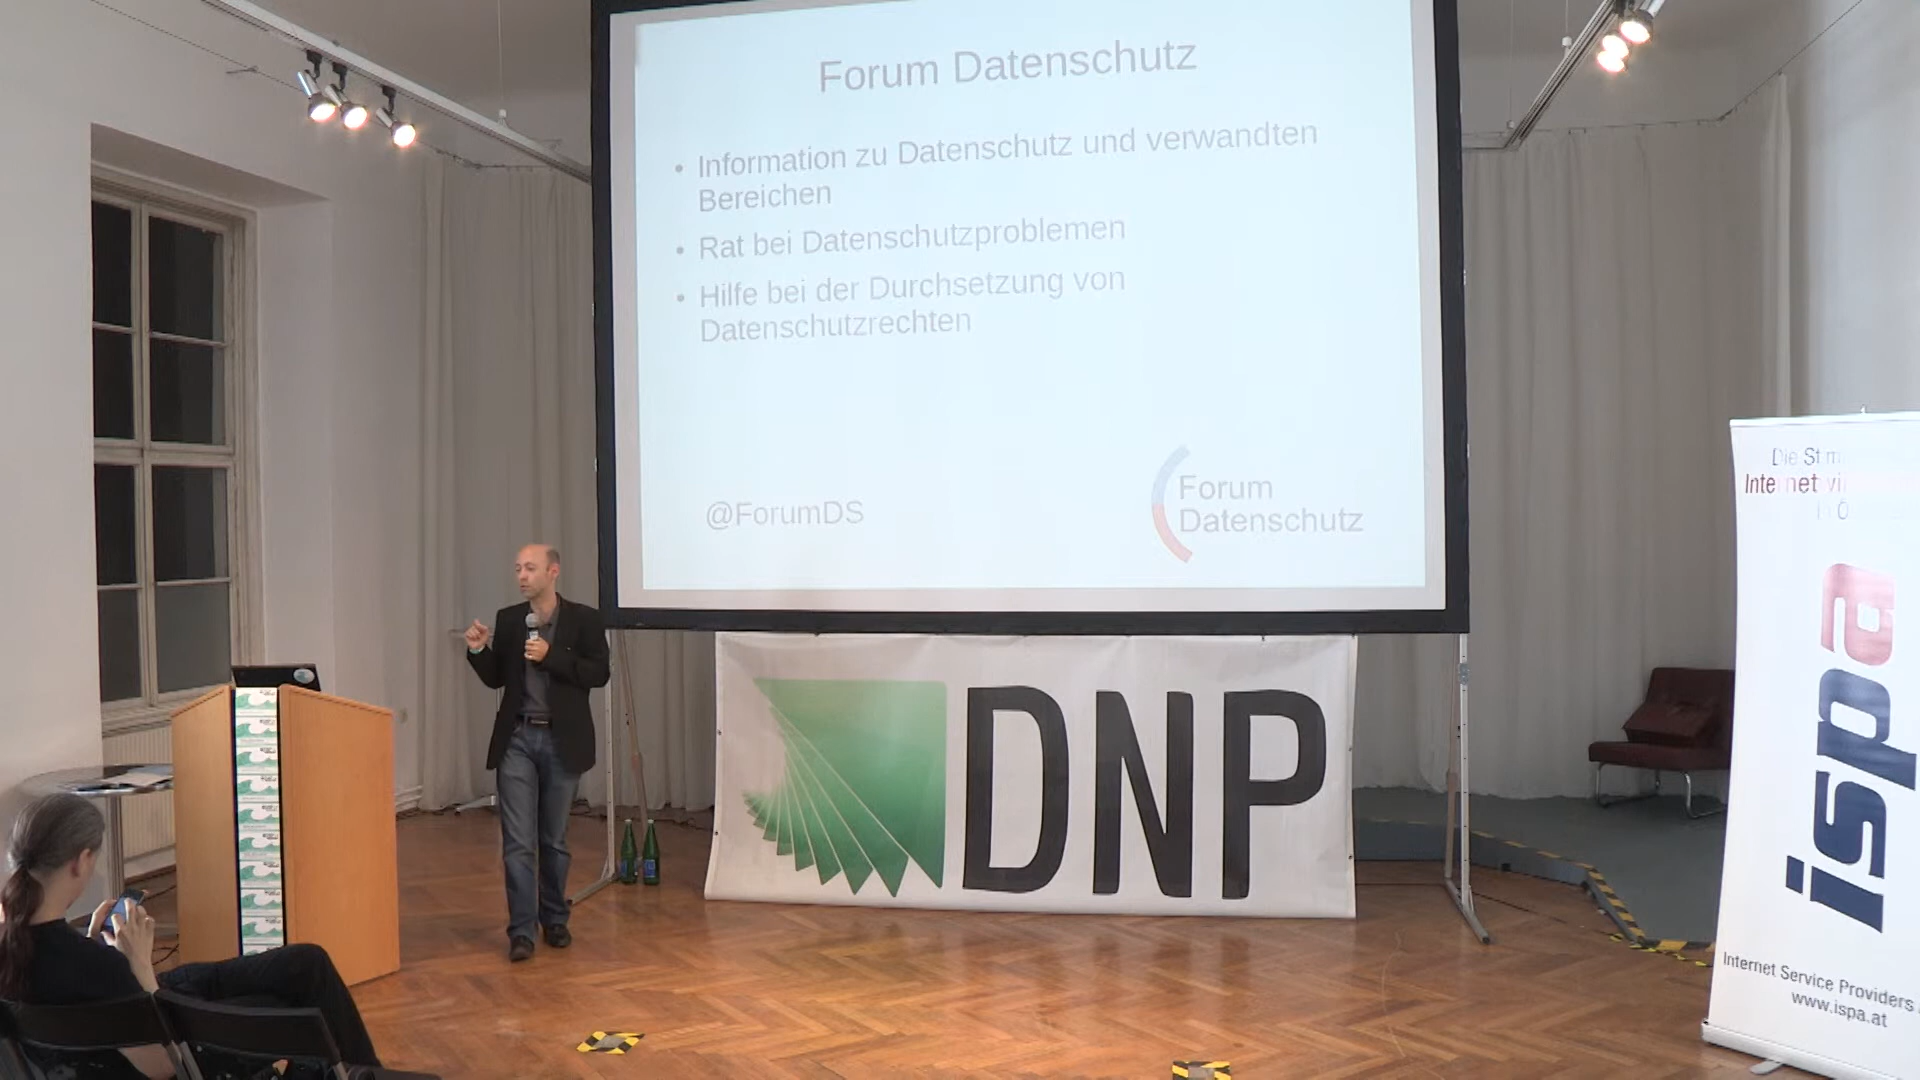 Forum Datenschutz
• Information zu Datenschutz und verwandten
Bereichen
• Rat bei Datenschutzproblemen
• Hilfe bei der Durchsetzung von
Datenschutzrechten
@ForumDS
Forum
Datenschutz
DNP
Die
Internet
ispa
Internet Service Providers
www.ispa.at